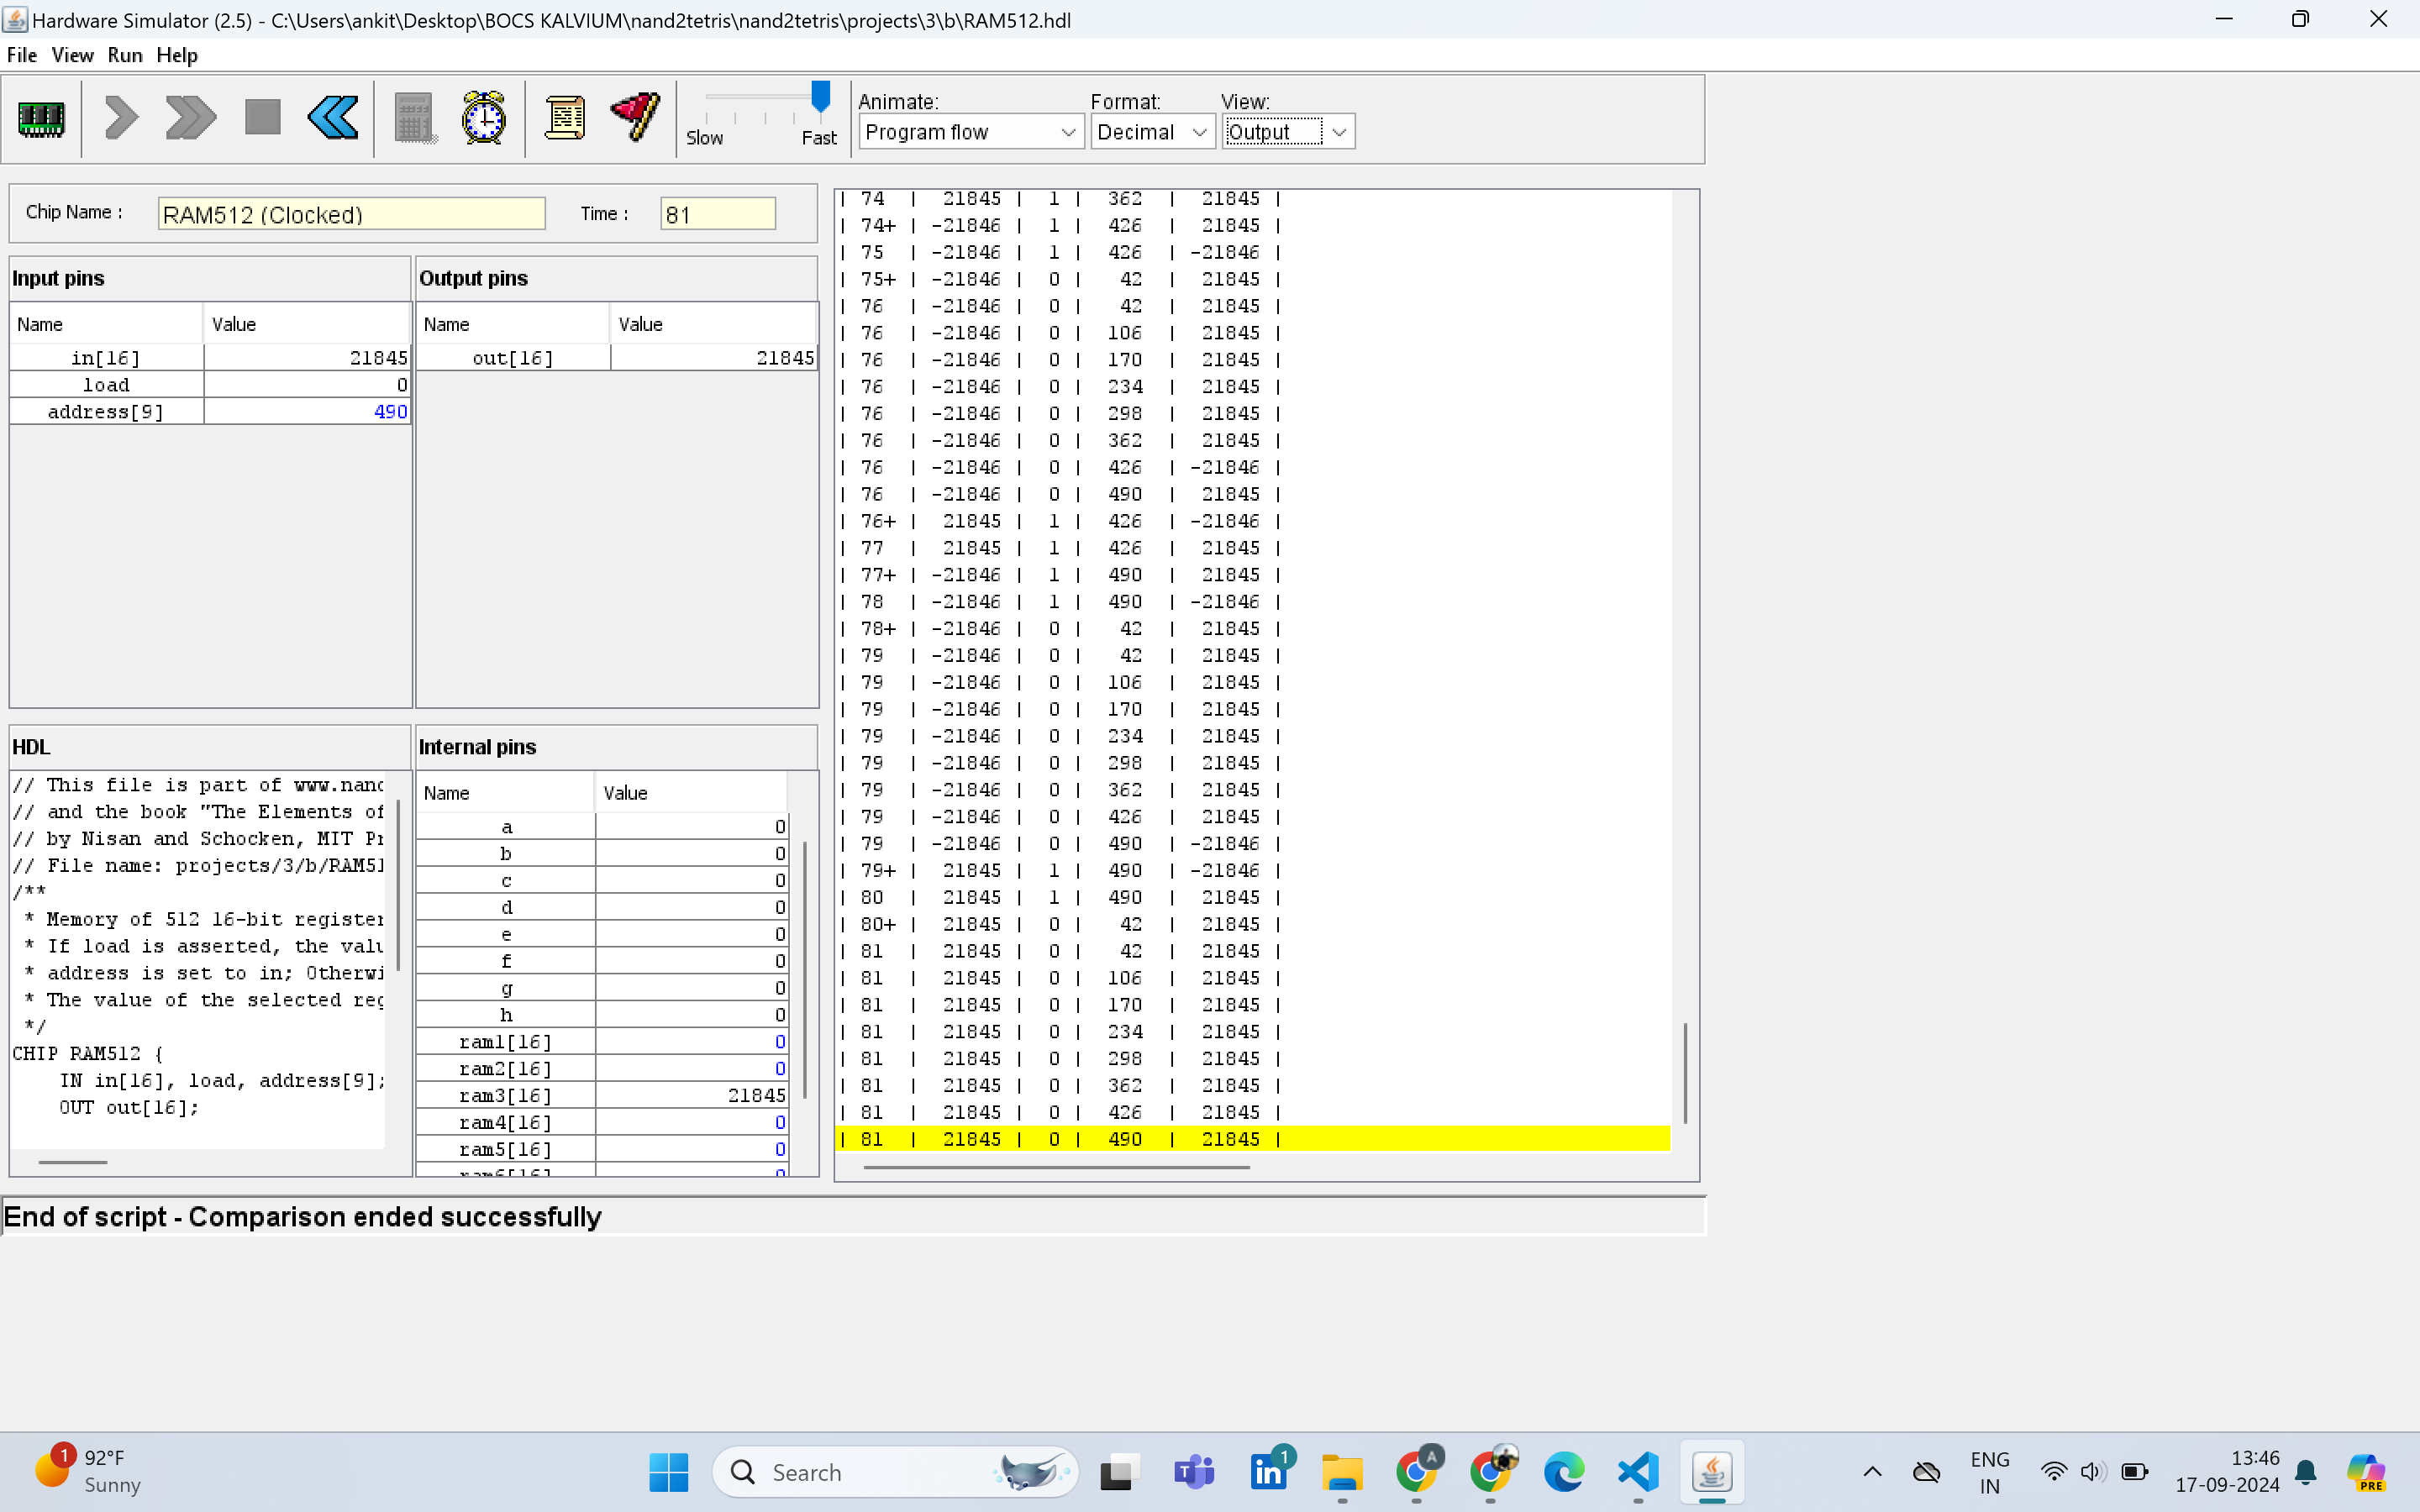 Hardware Simulator (2.5) - C:\Users\ankit\Desktop\BOCS KALVIUM\nand2tetris\nand2tetris\projects\3\b\RAM512.hdl
File View Run Help
Slow Fast
Animate: Format: View:
Program flow Decimal Output
Chip Name : RAM512 (Clocked) Time : 81
Input pins
Name Value
in[16] 21845
load 0
address[9] 490
Output pins
Name Value
out[16] 21845
HDL
// This file is part of www.nand
// and the book "The Elements of
// by Nisan and Schocken, MIT Pr
// File name: projects/3/b/RAM51
/**
* Memory of 512 16-bit register
* If load is asserted, the valu
* address is set to in; Otherwi
* The value of the selected reg
*/
CHIP RAM512 {
IN in[16], load, address[9];
OUT out[16];
Internal pins
Name Value
a 0
b 0
c 0
d 0
e 0
f 0
g 0
h 0
ram1[16] 0
ram2[16] 0
ram3[16] 21845
ram4[16] 0
ram5[16] 0
ram6[16] 0
| 74 | 21845 | 1 | 362 | 21845 |
| 74+ | -21846 | 1 | 426 | 21845 |
| 75 | -21846 | 1 | 426 | -21846 |
| 75+ | -21846 | 0 | 42 | 21845 |
| 76 | -21846 | 0 | 42 | 21845 |
| 76 | -21846 | 0 | 106 | 21845 |
| 76 | -21846 | 0 | 170 | 21845 |
| 76 | -21846 | 0 | 234 | 21845 |
| 76 | -21846 | 0 | 298 | 21845 |
| 76 | -21846 | 0 | 362 | 21845 |
| 76 | -21846 | 0 | 426 | -21846 |
| 76 | -21846 | 0 | 490 | 21845 |
| 76+ | 21845 | 1 | 426 | -21846 |
| 77 | 21845 | 1 | 426 | 21845 |
| 77+ | -21846 | 1 | 490 | 21845 |
| 78 | -21846 | 1 | 490 | -21846 |
| 78+ | -21846 | 0 | 42 | 21845 |
| 79 | -21846 | 0 | 42 | 21845 |
| 79 | -21846 | 0 | 106 | 21845 |
| 79 | -21846 | 0 | 170 | 21845 |
| 79 | -21846 | 0 | 234 | 21845 |
| 79 | -21846 | 0 | 298 | 21845 |
| 79 | -21846 | 0 | 362 | 21845 |
| 79 | -21846 | 0 | 426 | 21845 |
| 79 | -21846 | 0 | 490 | -21846 |
| 79+ | 21845 | 1 | 490 | -21846 |
| 80 | 21845 | 1 | 490 | 21845 |
| 80+ | 21845 | 0 | 42 | 21845 |
| 81 | 21845 | 0 | 42 | 21845 |
| 81 | 21845 | 0 | 106 | 21845 |
| 81 | 21845 | 0 | 170 | 21845 |
| 81 | 21845 | 0 | 234 | 21845 |
| 81 | 21845 | 0 | 298 | 21845 |
| 81 | 21845 | 0 | 362 | 21845 |
| 81 | 21845 | 0 | 426 | 21845 |
| 81 | 21845 | 0 | 490 | 21845 |
End of script - Comparison ended successfully
1
92°F
Sunny
Search
T
in 1
A
ENG
IN
13:46
17-09-2024
PRE